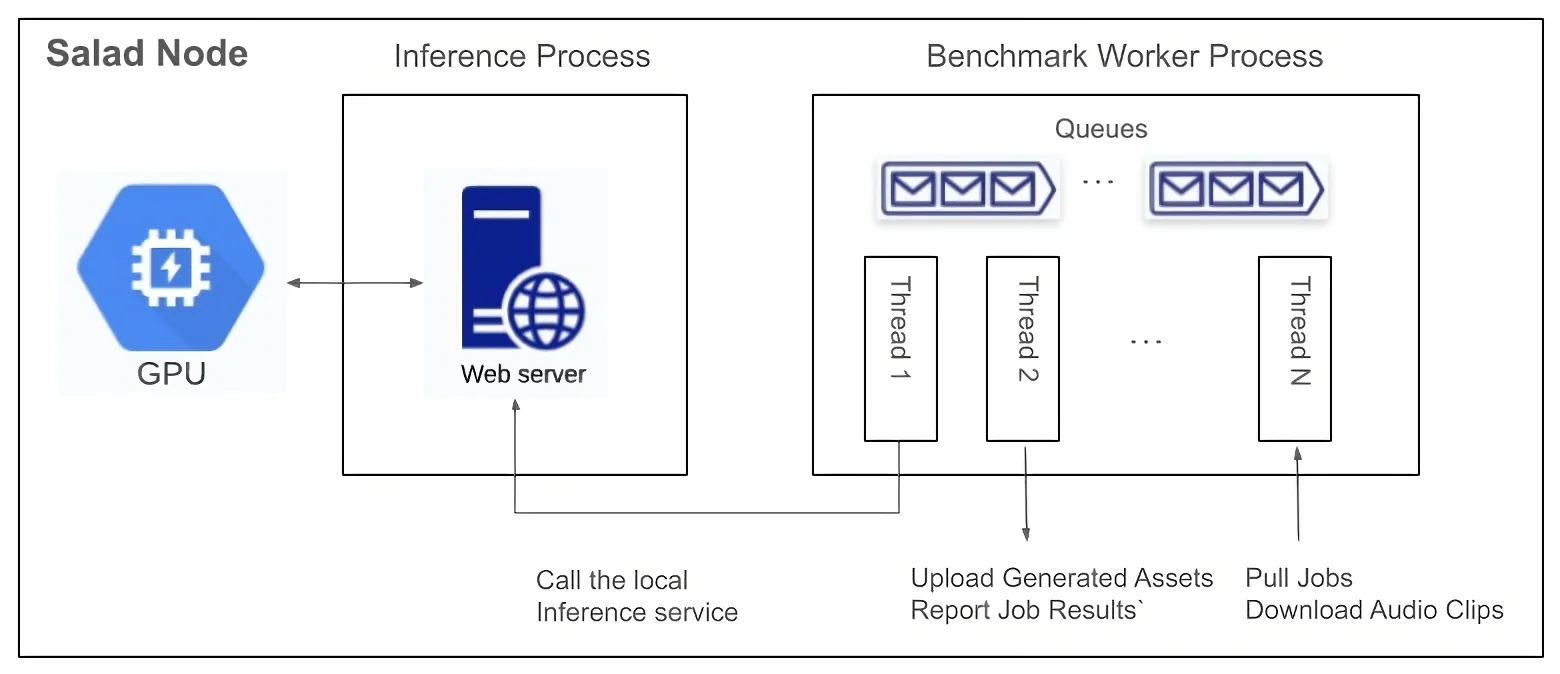 Salad Node
Inference Process
Benchmark Worker Process
Queues
...
GPU
Web server
Thread 1
Thread 2
...
Thread N
Call the local
Inference service
Upload Generated Assets
Report Job Results`
Pull Jobs
Download Audio Clips